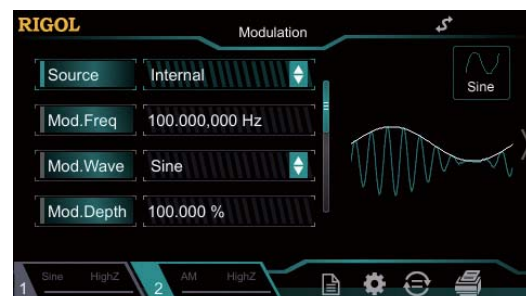 RIGOL
Modulation
Source Internal
Sine
Mod.Freq 100.000,000 Hz
Mod.Wave Sine
Mod.Depth 100.000 %
Sine HighZ AM HighZ
1 2